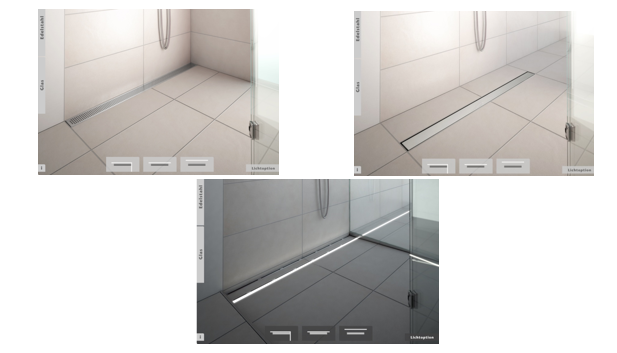 Edelstahl
Glas
i
Lichtoption
Edelstahl
Glas
i
Lichtoption
Edelstahl
Glas
i
Lichtoption